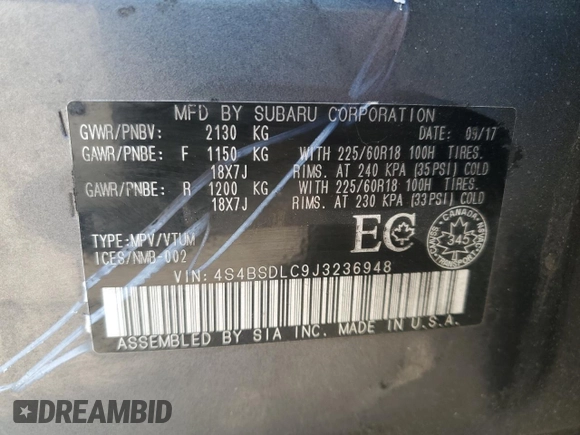 MFD BY SUBARU CORPORATION
GVWR/PNBV: 2130 KG DATE: 09/17
GAWR/PNBE: F 1150 KG WITH 225/60R18 100H TIRES.
18X7J RIMS. AT 240 KPA (35PSI) COLD
GAWR/PNBE: R 1200 KG WITH 225/60R18 100H TIRES.
18X7J RIMS. AT 230 KPA (33PSI) COLD
TYPE:MPV/VTUM
ICES/NMB-002
EC
CANADA
345
TRANSPORT
VIN: 4S4BSDLC9J3236948
ASSEMBLED BY SIA INC. MADE IN U.S.A.
DREAMBID